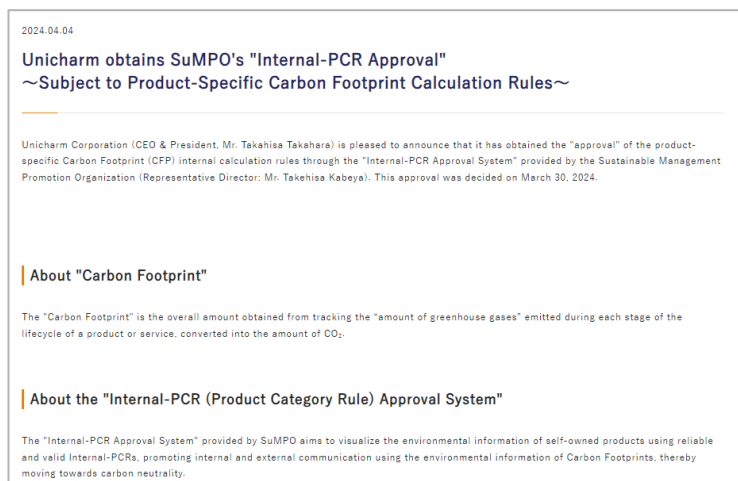 2024.04.04
Unicharm obtains SuMPO's "Internal-PCR Approval"
～Subject to Product-Specific Carbon Footprint Calculation Rules～
Unicharm Corporation (CEO & President, Mr. Takahisa Takahara) is pleased to announce that it has obtained the "approval" of the product-
specific Carbon Footprint (CFP) internal calculation rules through the "Internal-PCR Approval System" provided by the Sustainable Management
Promotion Organization (Representative Director: Mr. Takehisa Kabeya). This approval was decided on March 30, 2024.
About "Carbon Footprint"
The "Carbon Footprint" is the overall amount obtained from tracking the "amount of greenhouse gases" emitted during each stage of the
lifecycle of a product or service, converted into the amount of CO₂.
About the "Internal-PCR (Product Category Rule) Approval System"
The "Internal-PCR Approval System" provided by SuMPO aims to visualize the environmental information of self-owned products using reliable
and valid Internal-PCRs, promoting internal and external communication using the environmental information of Carbon Footprints, thereby
moving towards carbon neutrality.